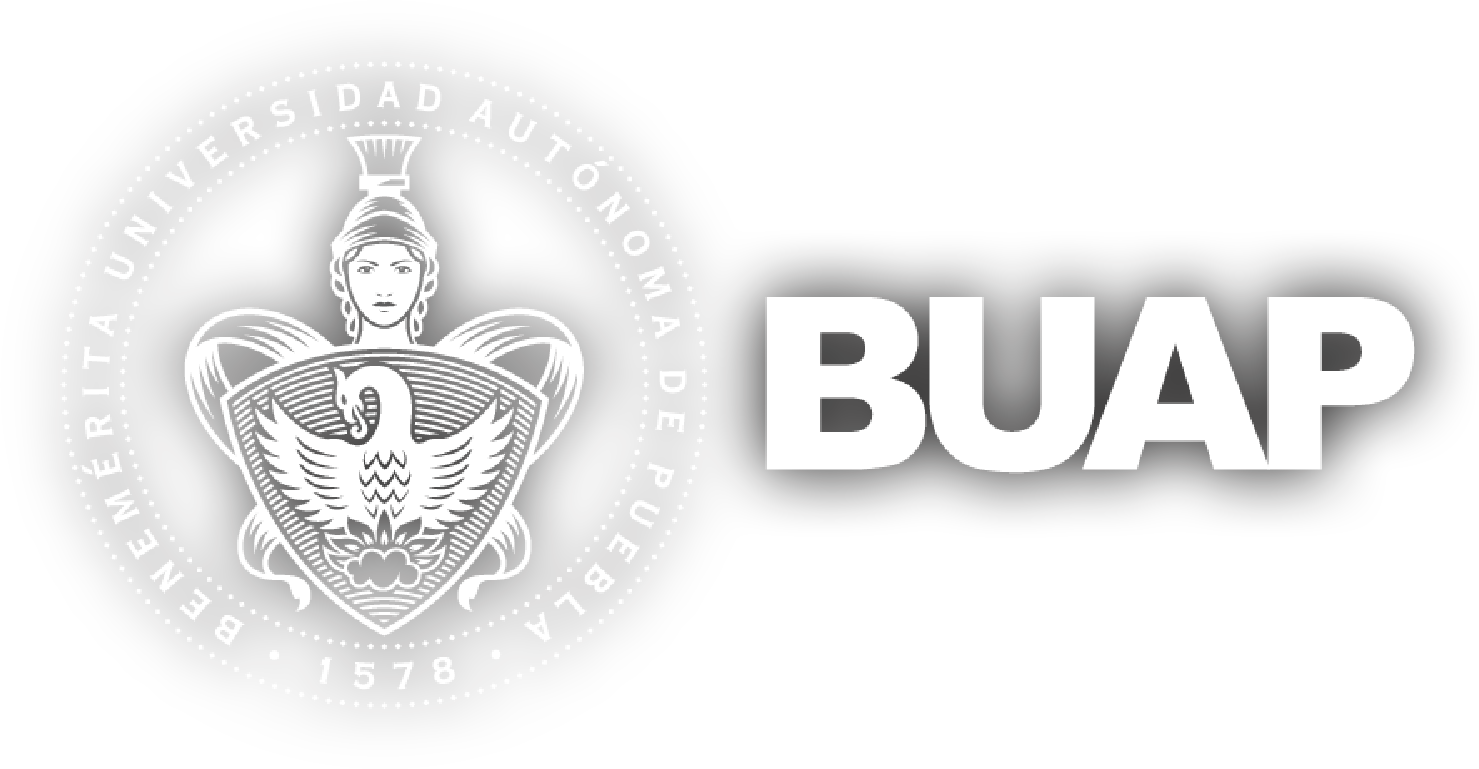 BENEMÉRITA UNIVERSIDAD AUTÓNOMA DE PUEBLA
• 1578 •
BUAP